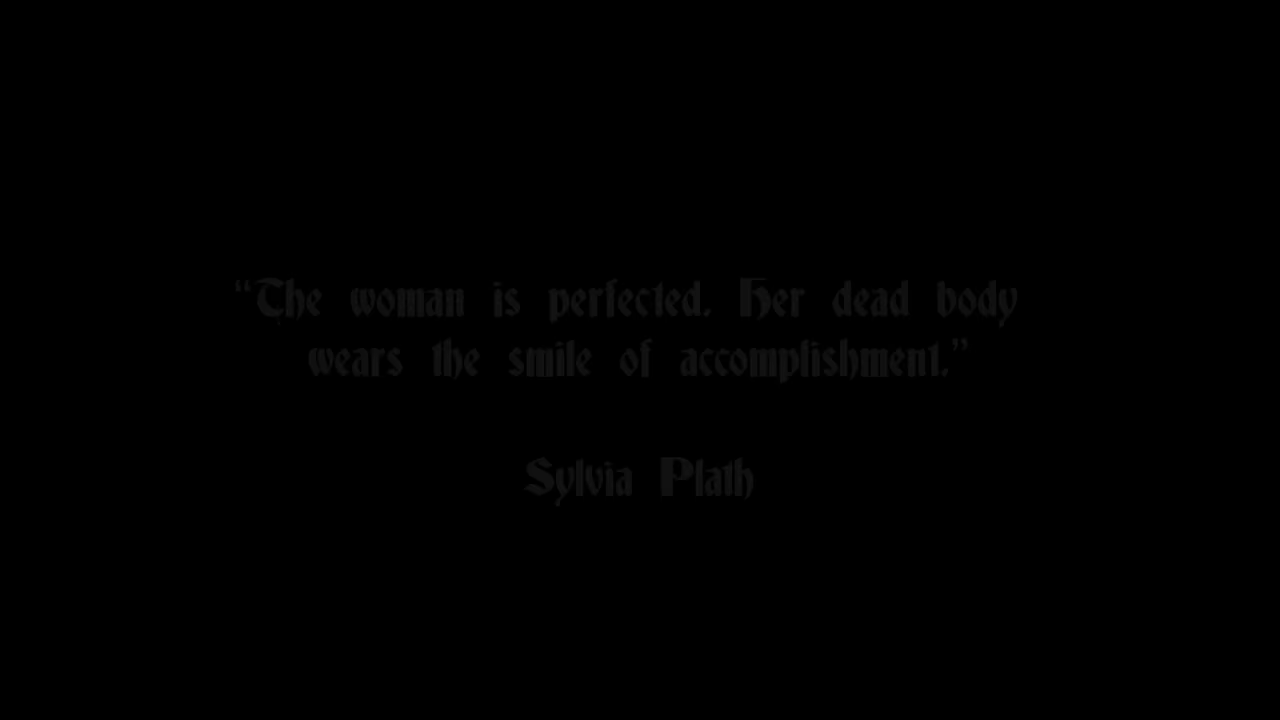 “The woman is perfected. Her dead body
wears the smile of accomplishment.”
Sylvia Plath